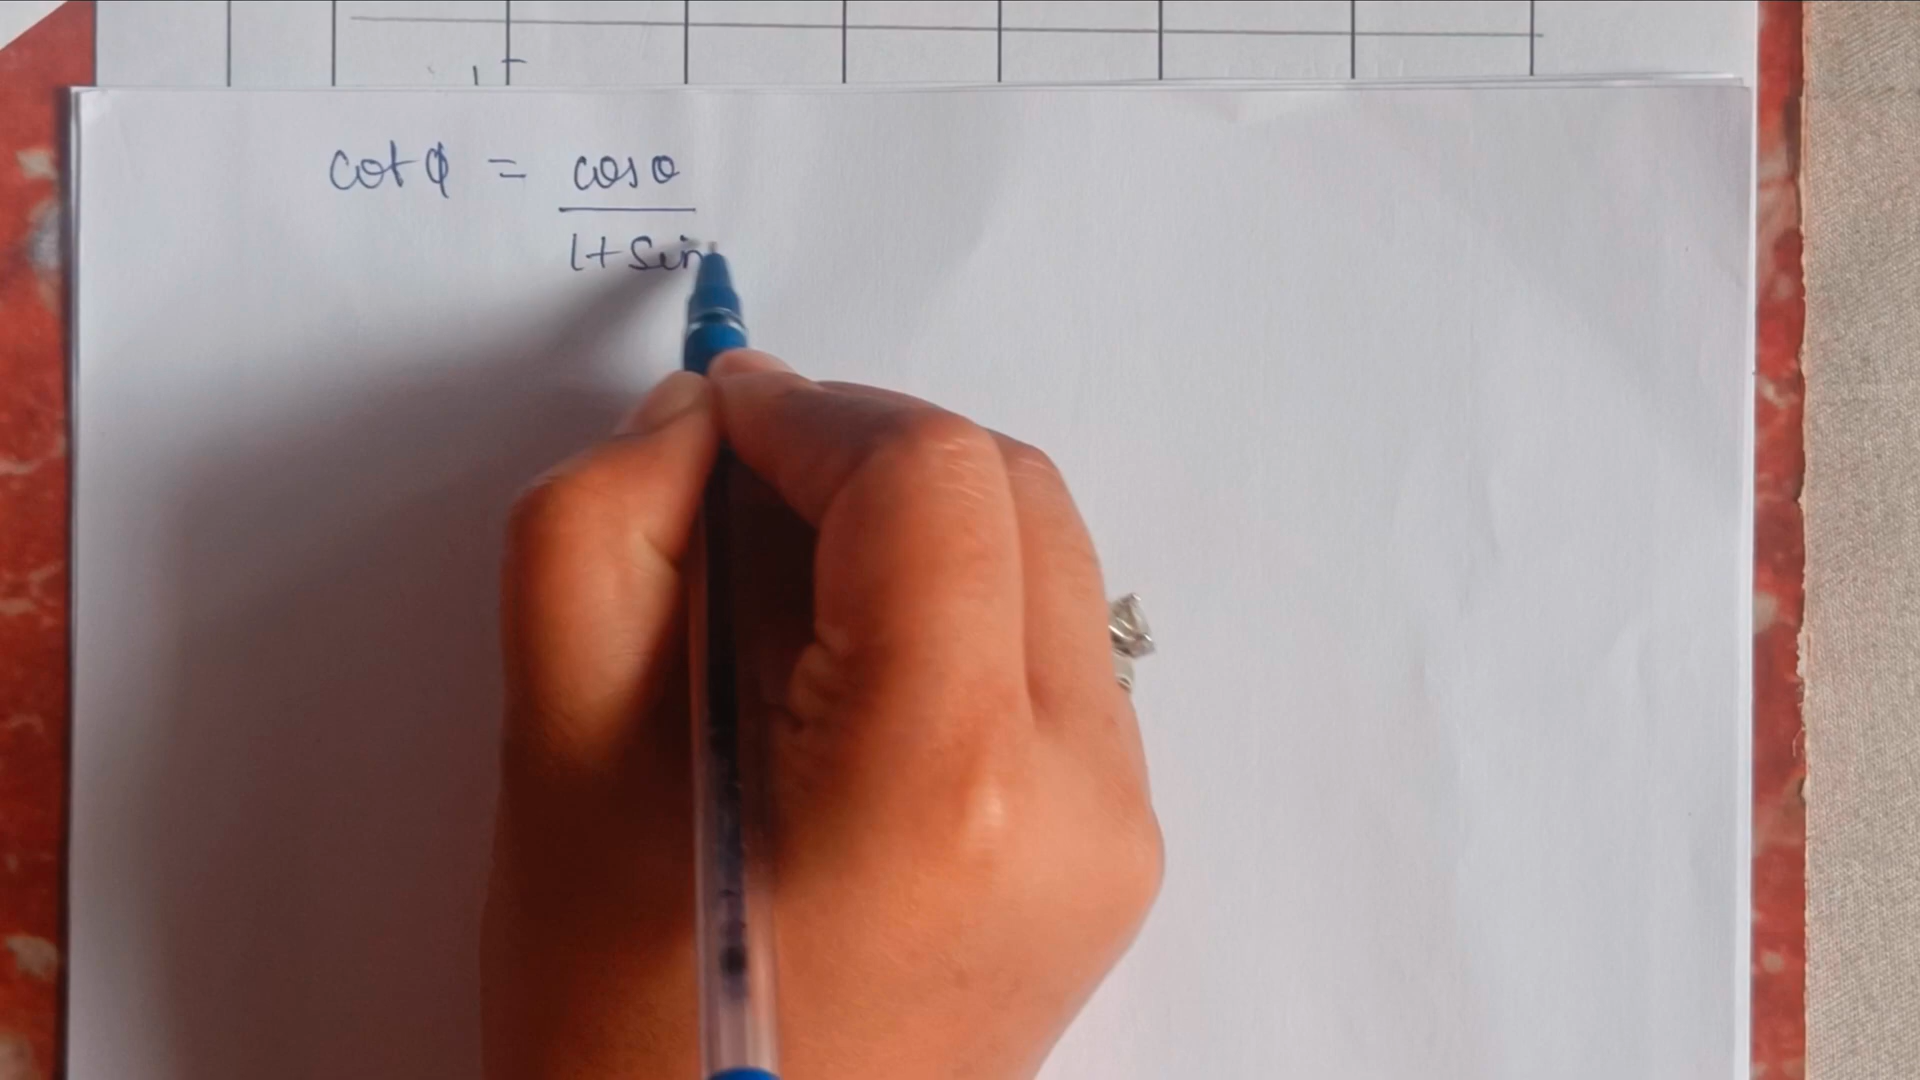 cot φ = cos θ
1 + sin